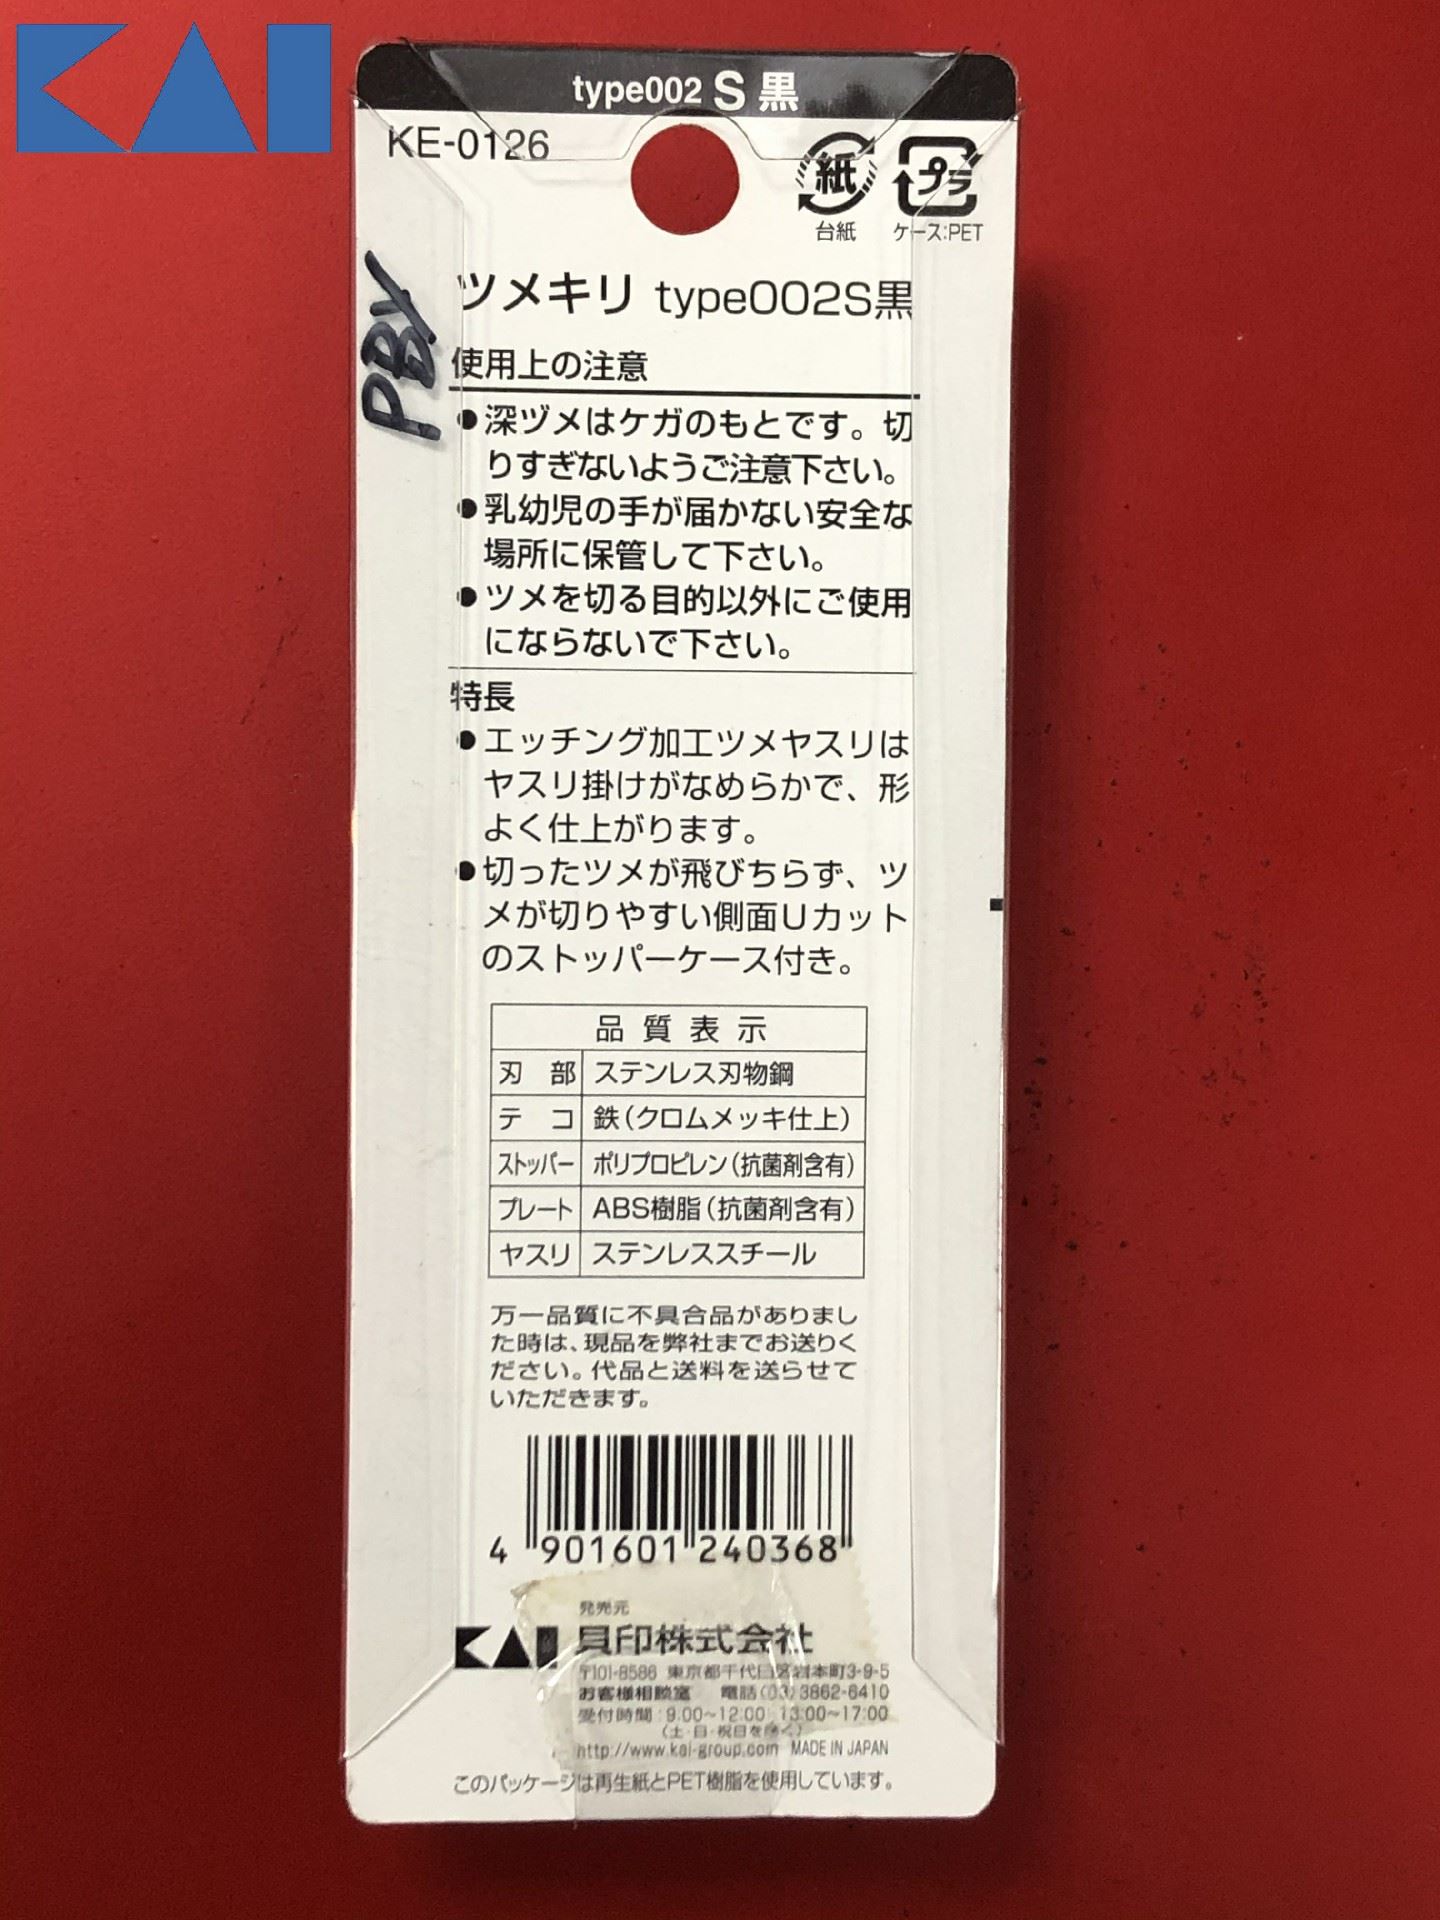 KAI
type002 S 黒
KE-0126
紙
プラ
台紙
ケース:PET
PBX
ツメキリ type002S黒
使用上の注意
●深ヅメはケガのもとです。切
りすぎないようご注意下さい。
●乳幼児の手が届かない安全な
場所に保管して下さい。
●ツメを切る目的以外にご使用
にならないで下さい。
特長
●エッチング加工ツメヤスリは
ヤスリ掛けがなめらかで、形
よく仕上がります。
●切ったツメが飛びちらず、ツ
メが切りやすい側面Uカット
のストッパーケース付き。
品質表示
刃部 ステンレス刃物鋼
テコ 鉄(クロムメッキ仕上)
ストッパー ポリプロピレン(抗菌剤含有)
プレート ABS樹脂(抗菌剤含有)
ヤスリ ステンレススチール
万一品質に不具合品がありまし
た時は、現品を弊社までお送りく
ださい。代品と送料を送らせて
いただきます。
4 901601 240368
発売元
KAI 貝印株式会社
〒101-8586 東京都千代田区岩本町3-9-5
お客様相談室 電話(03)3862-6410
受付時間:9:00~12:00 13:00~17:00
(土・日・祝日を除く)
http://www.kai-group.com MADE IN JAPAN
このパッケージは再生紙とPET樹脂を使用しています。